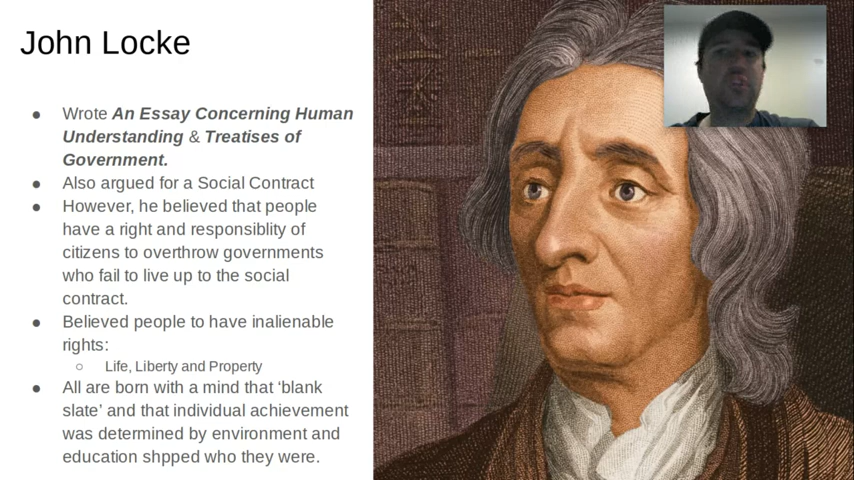 John Locke
● Wrote An Essay Concerning Human
Understanding & Treatises of
Government.
● Also argued for a Social Contract
● However, he believed that people
have a right and responsiblity of
citizens to overthrow governments
who fail to live up to the social
contract.
● Believed people to have inalienable
rights:
○ Life, Liberty and Property
● All are born with a mind that ‘blank
slate’ and that individual achievement
was determined by environment and
education shpped who they were.